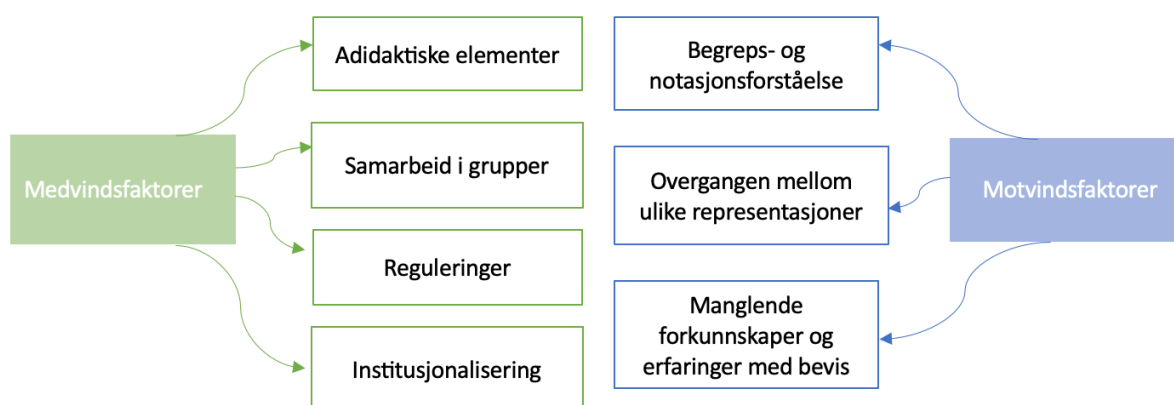 Medvindsfaktorer
Adidaktiske elementer
Samarbeid i grupper
Reguleringer
Institusjonalisering
Begreps- og
notasjonsforståelse
Overgangen mellom
ulike representasjoner
Manglende
forkunnskaper og
erfaringer med bevis
Motvindsfaktorer